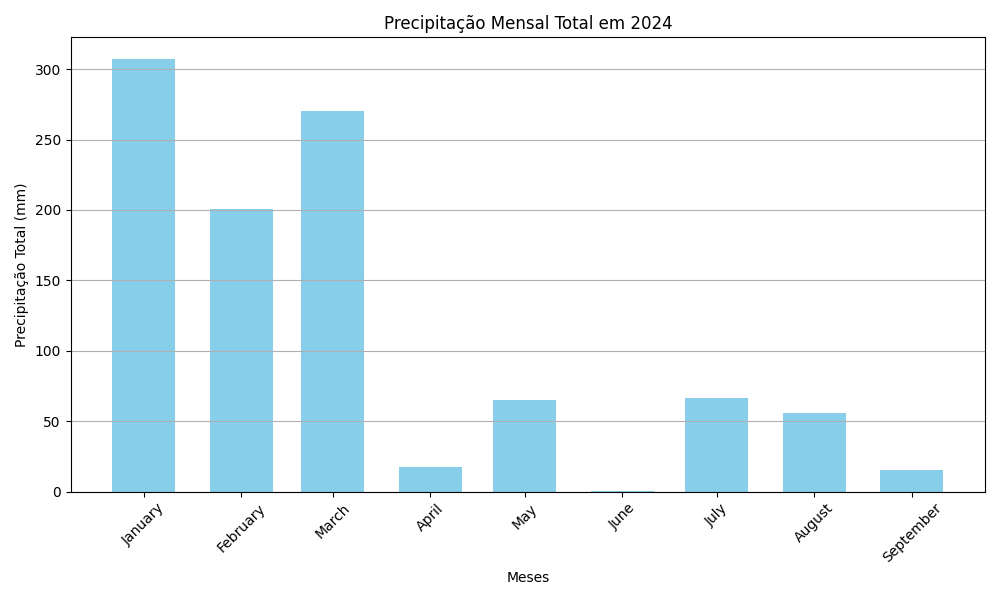 Precipitação Mensal Total em 2024
Precipitação Total (mm)
300
250
200
150
100
50
0
January
February
March
April
May
June
July
August
September
Meses